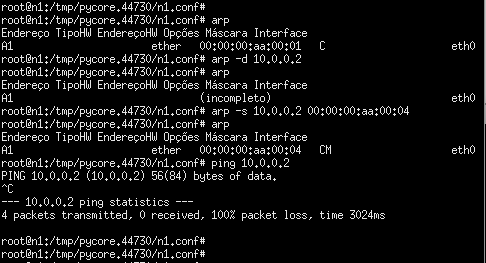 root@n1:/tmp/pycore.44730/n1.conf#
root@n1:/tmp/pycore.44730/n1.conf# arp
Endereço TipoHW EndereçoHW Opções Máscara Interface
A1 ether 00:00:00:aa:00:01 C eth0
root@n1:/tmp/pycore.44730/n1.conf# arp -d 10.0.0.2
root@n1:/tmp/pycore.44730/n1.conf# arp
Endereço TipoHW EndereçoHW Opções Máscara Interface
A1 (incompleto) eth0
root@n1:/tmp/pycore.44730/n1.conf# arp -s 10.0.0.2 00:00:00:aa:00:04
root@n1:/tmp/pycore.44730/n1.conf# arp
Endereço TipoHW EndereçoHW Opções Máscara Interface
A1 ether 00:00:00:aa:00:04 CM eth0
root@n1:/tmp/pycore.44730/n1.conf# ping 10.0.0.2
PING 10.0.0.2 (10.0.0.2) 56(84) bytes of data.
^C
--- 10.0.0.2 ping statistics ---
4 packets transmitted, 0 received, 100% packet loss, time 3024ms
root@n1:/tmp/pycore.44730/n1.conf#
root@n1:/tmp/pycore.44730/n1.conf#
root@n1:/tmp/pycore.44730/n1.conf#